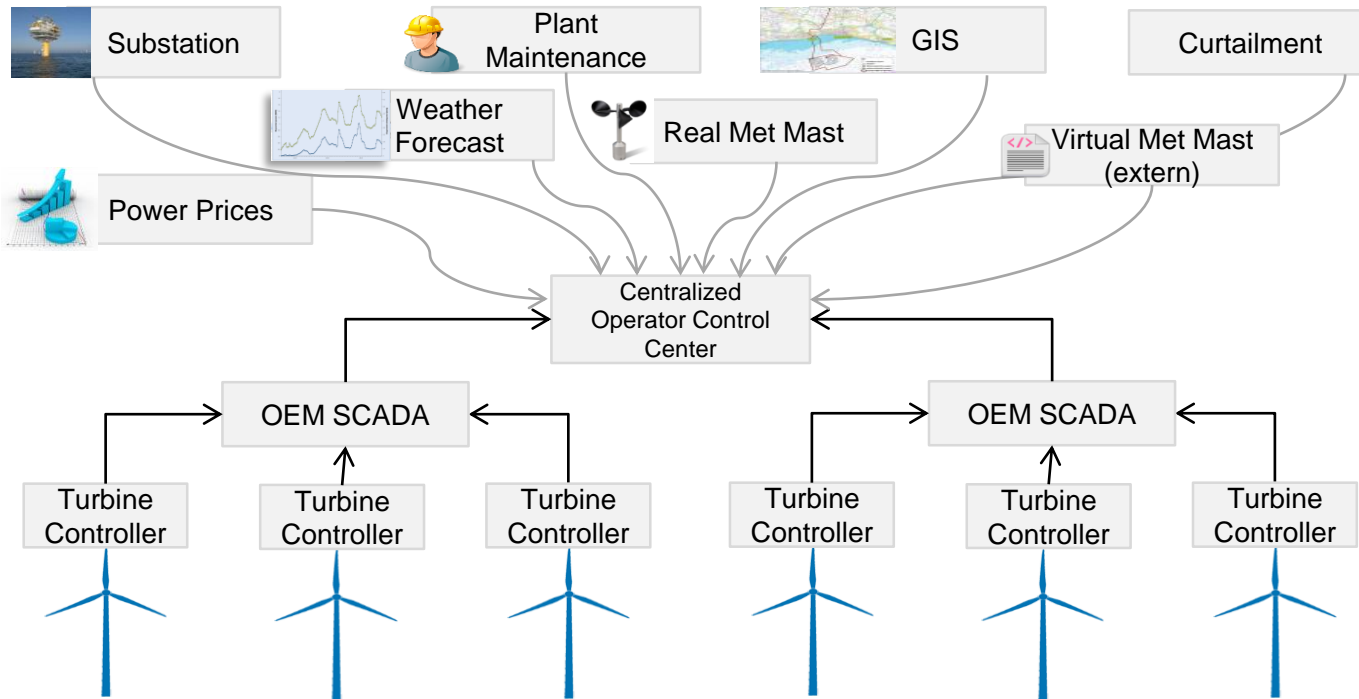 Substation
Plant
Maintenance
GIS
Curtailment
Weather
Forecast
Real Met Mast
</>
Virtual Met Mast
(extern)
Power Prices
Centralized
Operator Control
Center
OEM SCADA
OEM SCADA
Turbine
Controller
Turbine
Controller
Turbine
Controller
Turbine
Controller
Turbine
Controller
Turbine
Controller